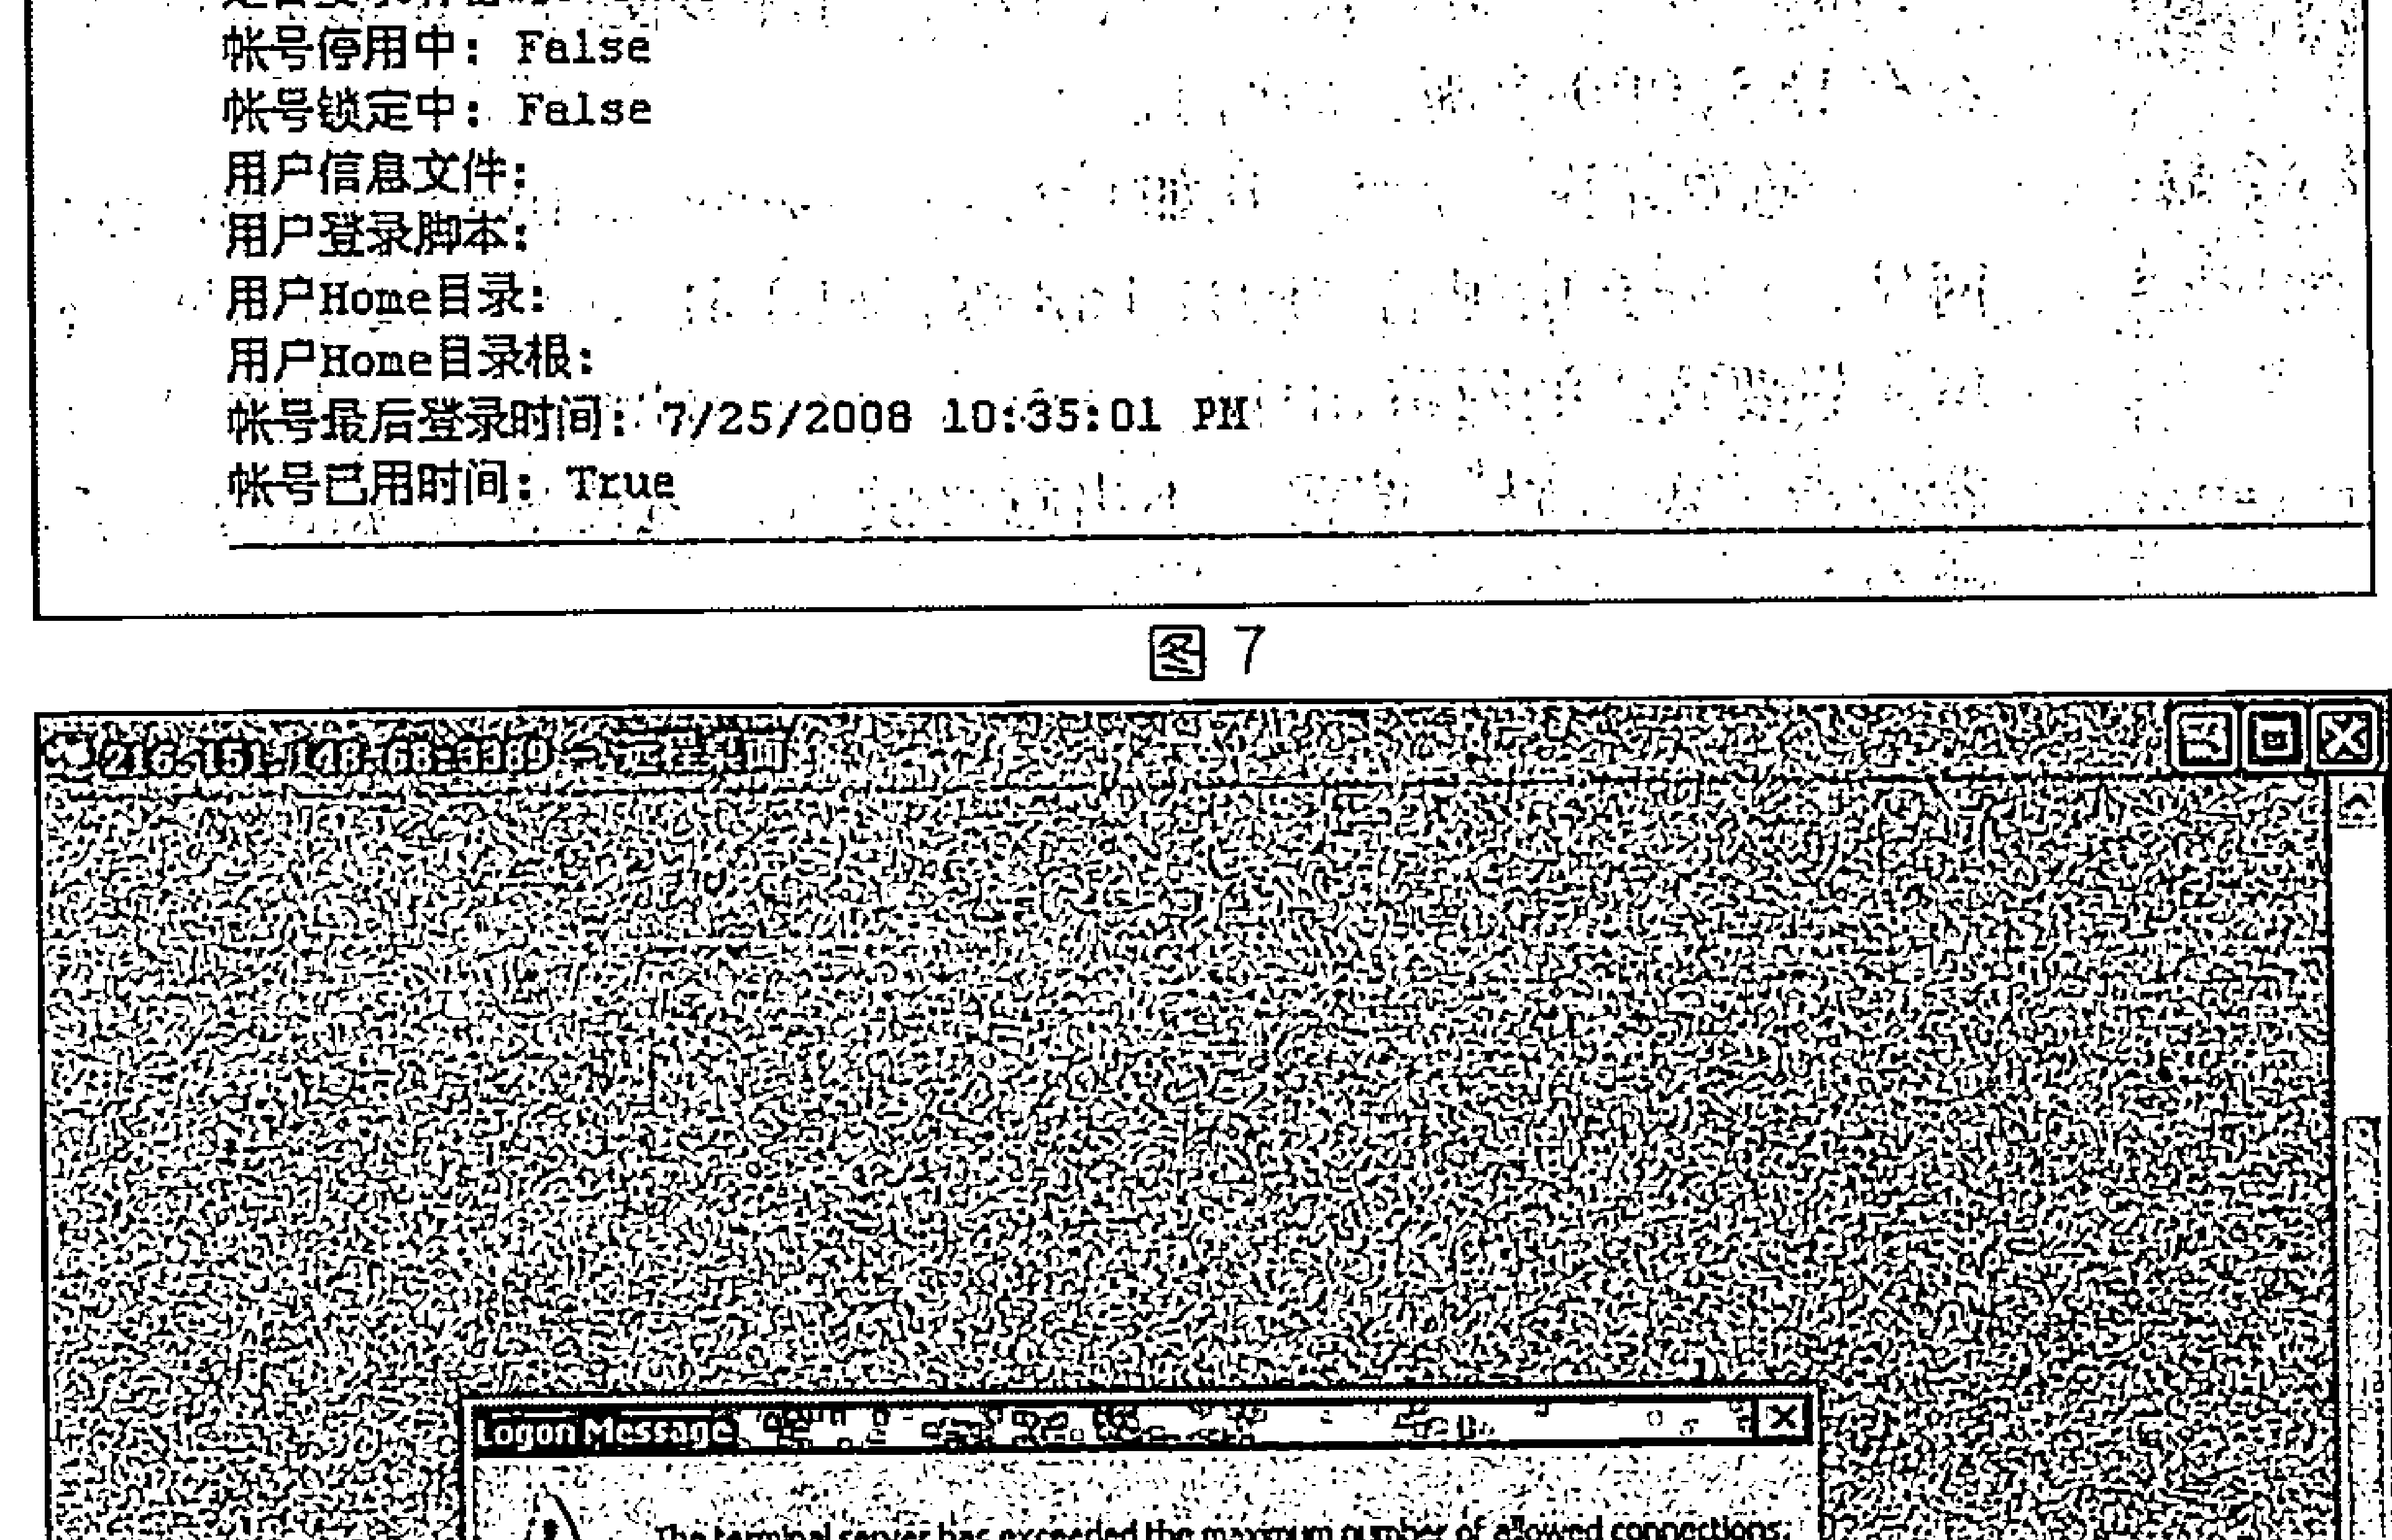 帐号停用中: False
帐号锁定中: False
用户信息文件:
用户登录脚本:
用户Home目录:
用户Home目录根:
帐号最后登录时间: 7/25/2008 10:35:01 PM
帐号已用时间: True
图 7
216.151.148.68:3389 - 远程桌面
Logon Message
The terminal server has exceeded the maximum number of allowed connections.